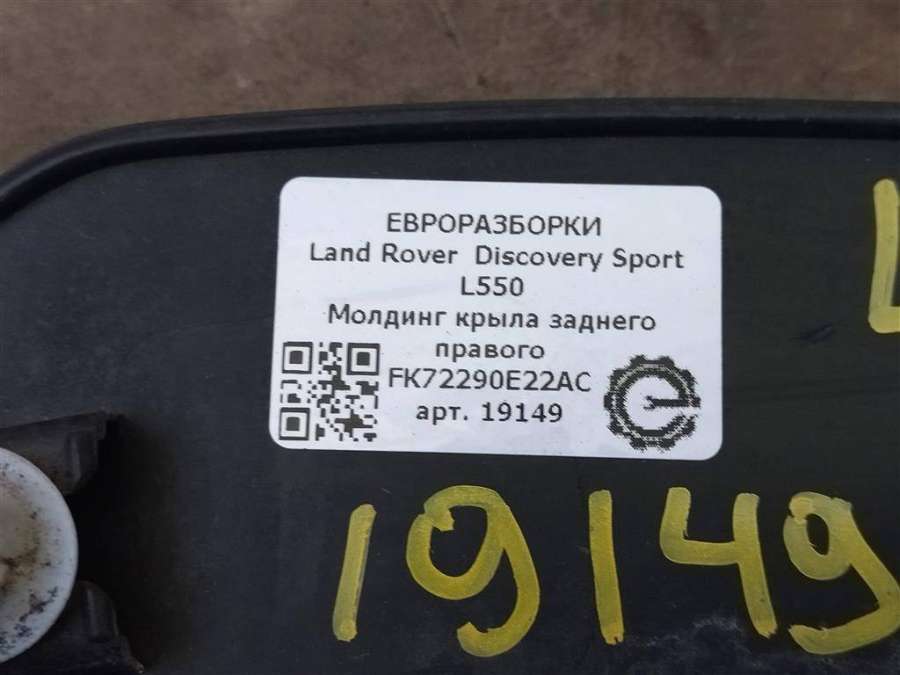 ЕВРОРАЗБОРКИ
Land Rover Discovery Sport
L550
Молдинг крыла заднего
правого
FK72290E22AC
арт. 19149
19149